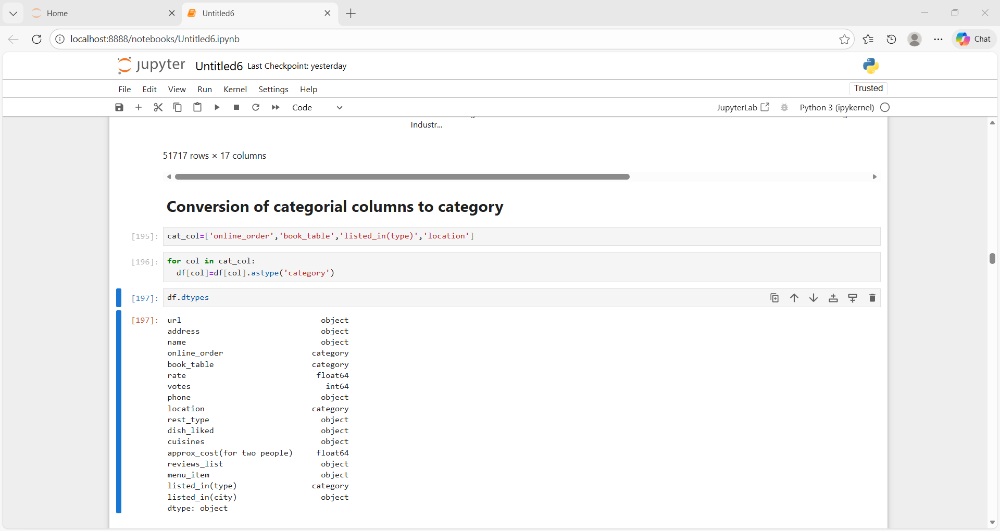 Home
Untitled6
localhost:8888/notebooks/Untitled6.ipynb
Chat
jupyter Untitled6 Last Checkpoint: yesterday
File Edit View Run Kernel Settings Help
Trusted
Code
JupyterLab
Python 3 (ipykernel)
Industr...
51717 rows × 17 columns
Conversion of categorial columns to category
[195]: cat_col=['online_order','book_table','listed_in(type)','location']
[196]: for col in cat_col:
df[col]=df[col].astype('category')
[197]: df.dtypes
[197]: url object
address object
name object
online_order category
book_table category
rate float64
votes int64
phone object
location category
rest_type object
dish_liked object
cuisines object
approx_cost(for two people) float64
reviews_list object
menu_item object
listed_in(type) category
listed_in(city) object
dtype: object